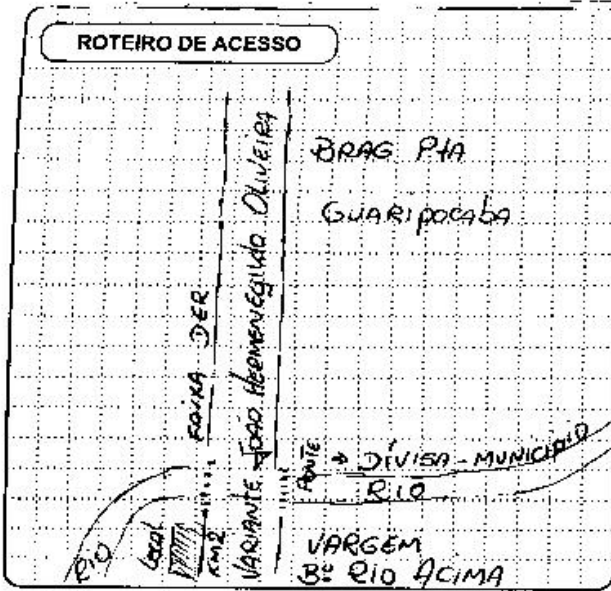 ROTEIRO DE ACESSO
BRAG PTA
GUARIPOCABA
FAIXA DER
VARIANTE JOÃO HERMENEGILDO OLIVEIRA
PONTE
DIVISA - MUNICIPIO
RIO
RIO
Local
KM2
VARGEM
Bº RIO ACIMA